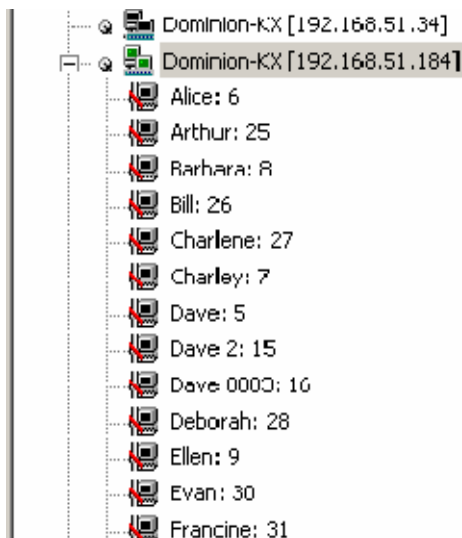 Dominion-KX [192.168.51.34]
Dominion-KX [192.168.51.184]
Alice: 6
Arthur: 25
Barbara: 8
Bill: 26
Charlene: 27
Charley: 7
Dave: 5
Dave 2: 15
Dave : 16
Deborah: 28
Ellen: 9
Evan: 30
Francine: 31